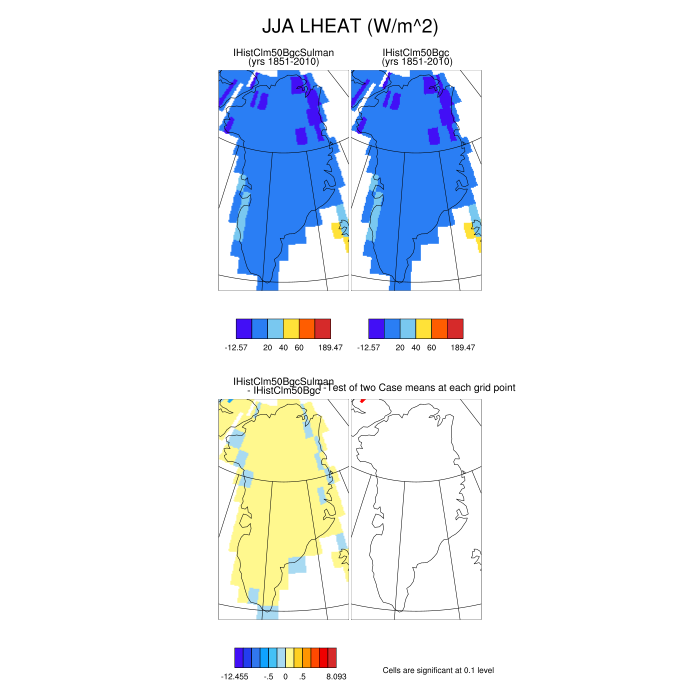 JJA LHEAT (W/m^2)
IHistClm50BgcSulman
(yrs 1851-2010)
IHistClm50Bgc
(yrs 1851-2010)
-12.57 20 40 60 189.47
-12.57 20 40 60 189.47
IHistClm50BgcSulman
- IHistClm50Bgc
T-Test of two Case means at each grid point
-12.455 -.5 0 .5 8.093
Cells are significant at 0.1 level